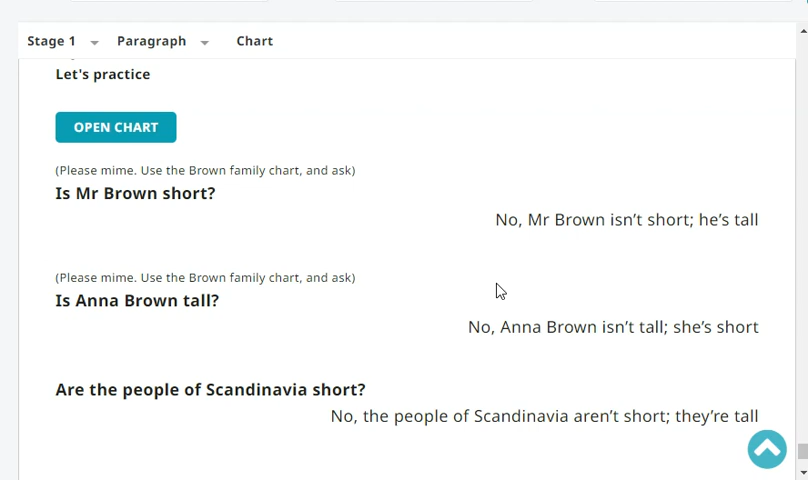 Stage 1 Paragraph Chart
Let's practice
OPEN CHART
(Please mime. Use the Brown family chart, and ask)
Is Mr Brown short?
No, Mr Brown isn’t short; he’s tall
(Please mime. Use the Brown family chart, and ask)
Is Anna Brown tall?
No, Anna Brown isn’t tall; she’s short
Are the people of Scandinavia short?
No, the people of Scandinavia aren’t short; they’re tall